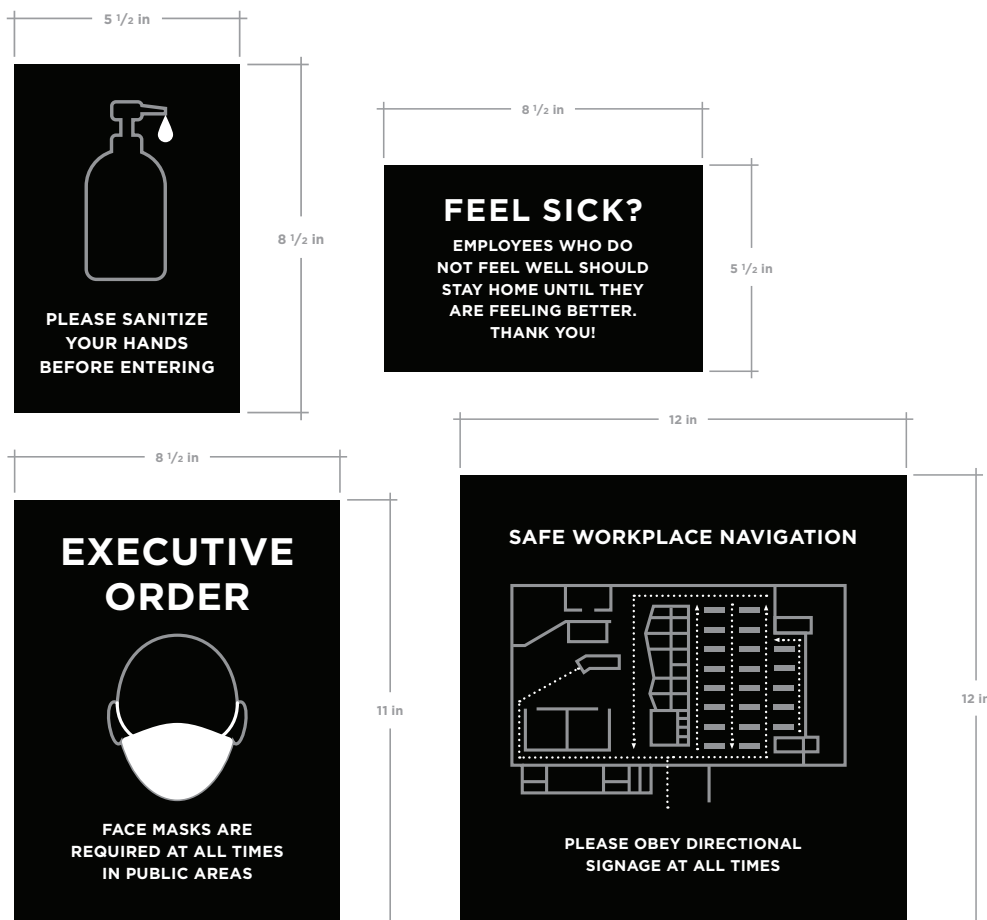 5 1/2 in
8 1/2 in
PLEASE SANITIZE
YOUR HANDS
BEFORE ENTERING
8 1/2 in
5 1/2 in
FEEL SICK?
EMPLOYEES WHO DO
NOT FEEL WELL SHOULD
STAY HOME UNTIL THEY
ARE FEELING BETTER.
THANK YOU!
8 1/2 in
11 in
EXECUTIVE
ORDER
FACE MASKS ARE
REQUIRED AT ALL TIMES
IN PUBLIC AREAS
12 in
12 in
SAFE WORKPLACE NAVIGATION
PLEASE OBEY DIRECTIONAL
SIGNAGE AT ALL TIMES